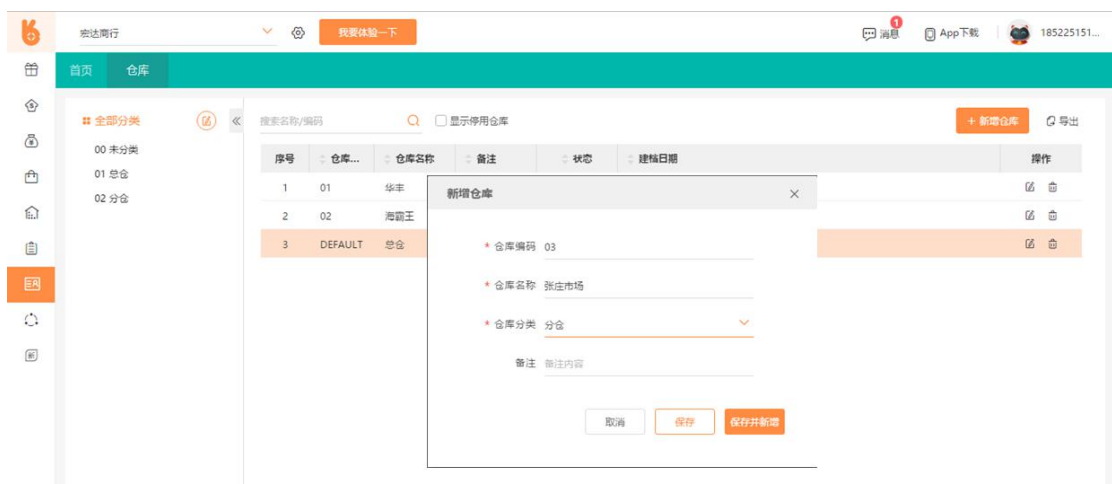 宏达商行
我要体验一下
1
消息
App下载
185225151...
首页
仓库
全部分类
搜索名称/编码
显示停用仓库
+ 新增仓库
导出
00 未分类
01 总仓
02 分仓
序号 仓库... 仓库名称 备注 状态 建档日期 操作
1 01 华丰
2 02 海霸王
3 DEFAULT 总仓
新增仓库
* 仓库编码 03
* 仓库名称 张庄市场
* 仓库分类 分仓
备注 备注内容
取消
保存
保存并新增